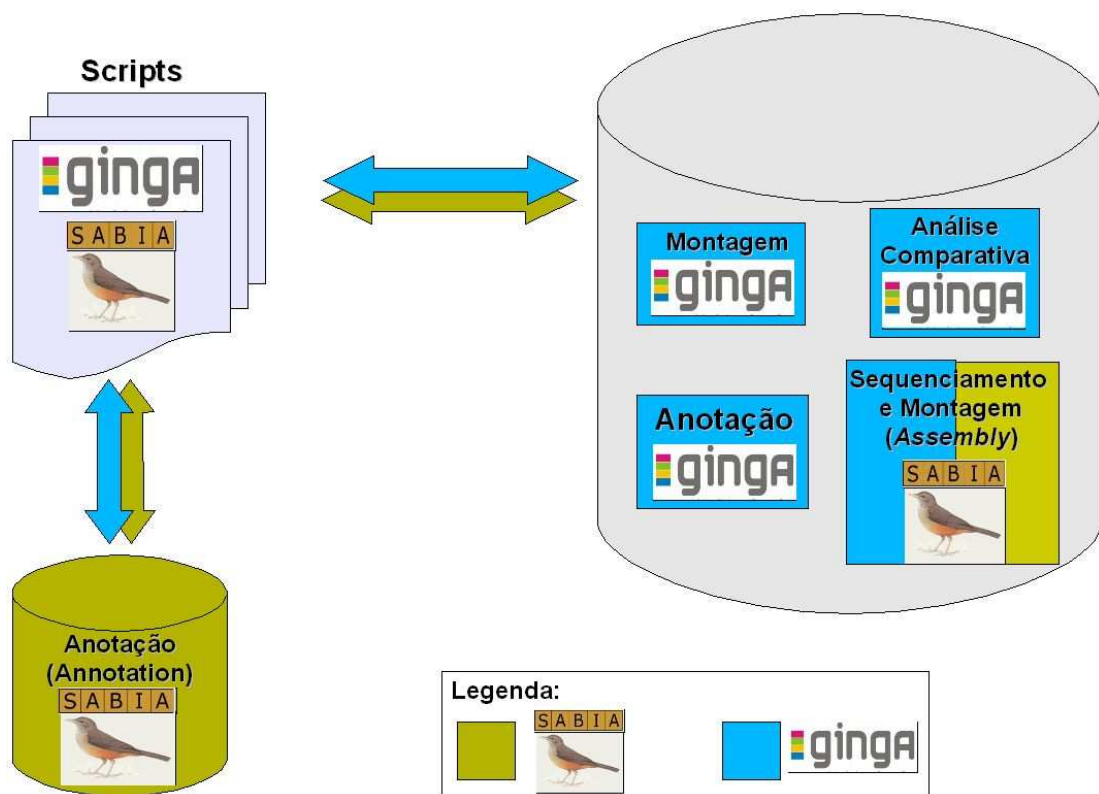 Scripts
gingA
SABIA
Montagem
gingA
Análise
Comparativa
gingA
Anotação
gingA
Sequenciamento
e Montagem
(Assembly)
SABIA
Anotação
(Annotation)
SABIA
Legenda:
SABIA
gingA